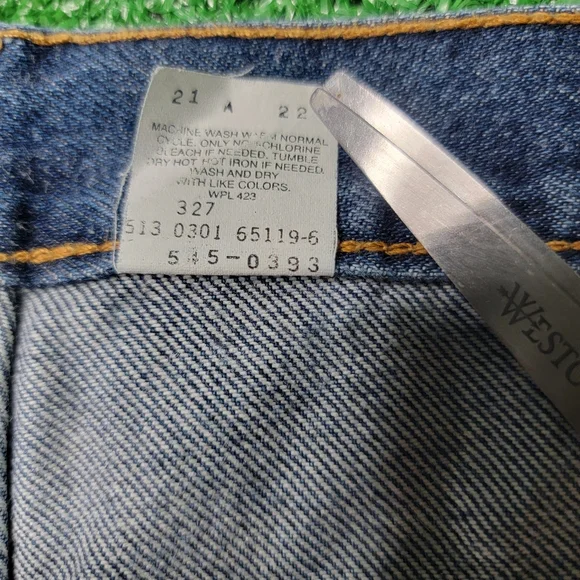 21 A 22
MACHINE WASH WARM NORMAL
CYCLE. ONLY NON-CHLORINE
BLEACH IF NEEDED. TUMBLE
DRY HOT. HOT IRON IF NEEDED.
WASH AND DRY
WITH LIKE COLORS.
WPL 423
327
513 0301 65119-6
545-0393